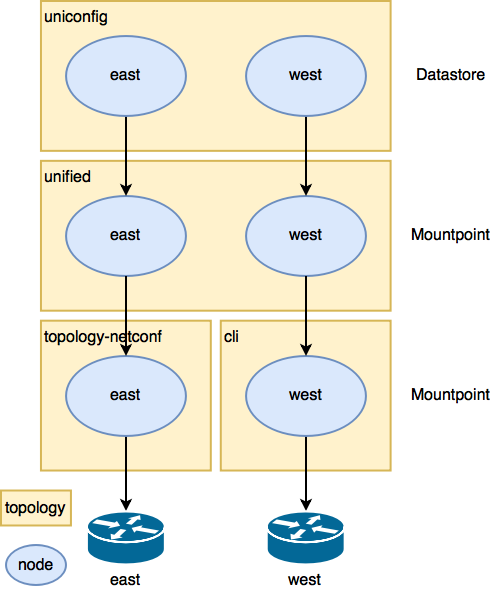 uniconfig
east
west
Datastore
unified
east
west
Mountpoint
topology-netconf
cli
east
west
Mountpoint
topology
node
east
west